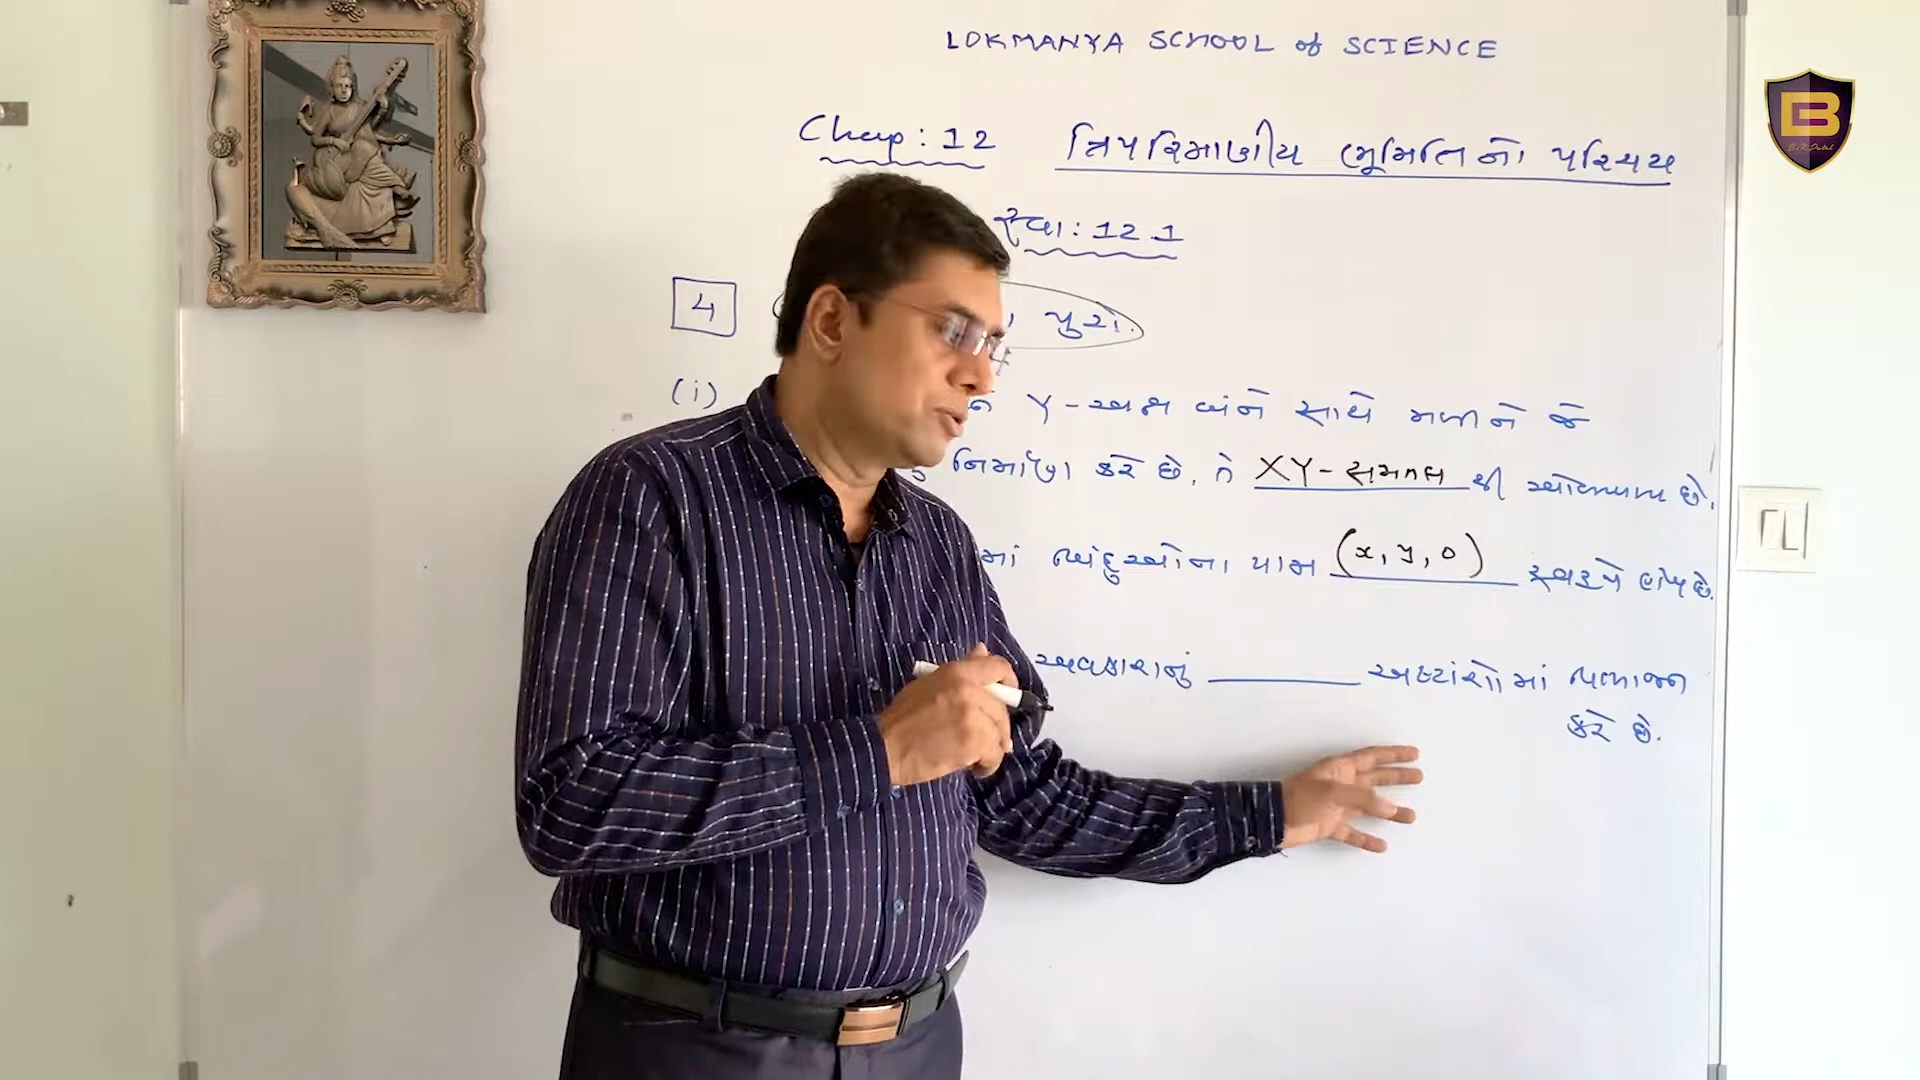 LOKMANYA SCHOOL of SCIENCE
Chap : 12 ત્રિપરિમાણીય ભૂમિતિનો પરિચય
સ્વા : 12.1
4 પુરો.
(i) Y-અક્ષ બંને સાથે મળીને જે
નિર્માણ કરે છે, તે XY-સમતલ થી ઓળખાય છે.
માં બિંદુઓના યામ (x, y, 0) સ્વરૂપે હોય છે.
અવકાશનું ______ અષ્ટાંશોમાં વિભાજન
કરે છે.
B